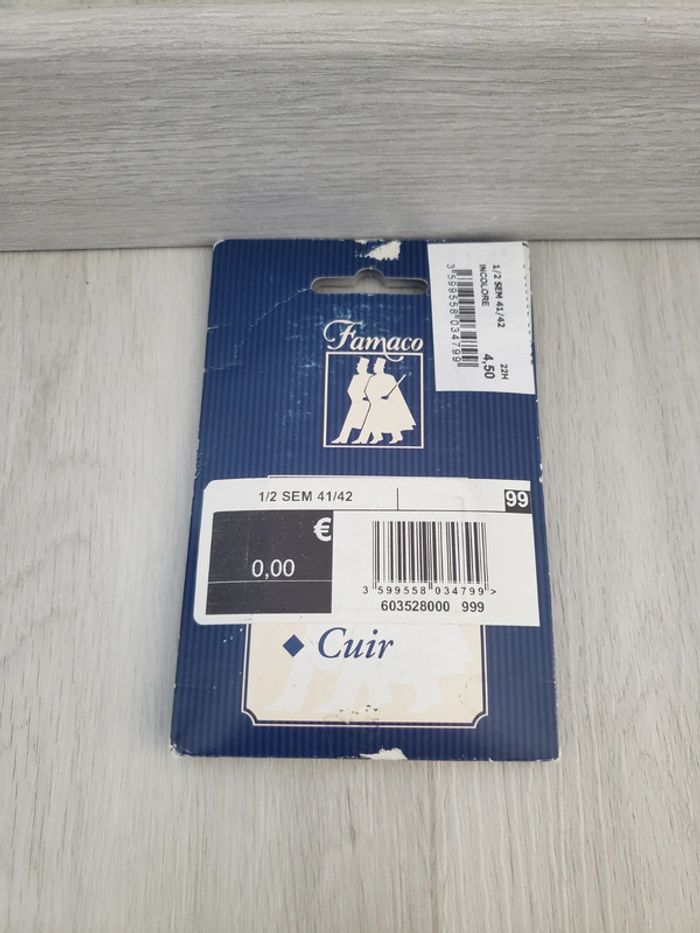 Famaco
1/2 SEM 41/42
INCOLORE
3 599558 034799
22H
4,50
1/2 SEM 41/42
99
€
0,00
3 599558 034799 >
603528000 999
◆ Cuir